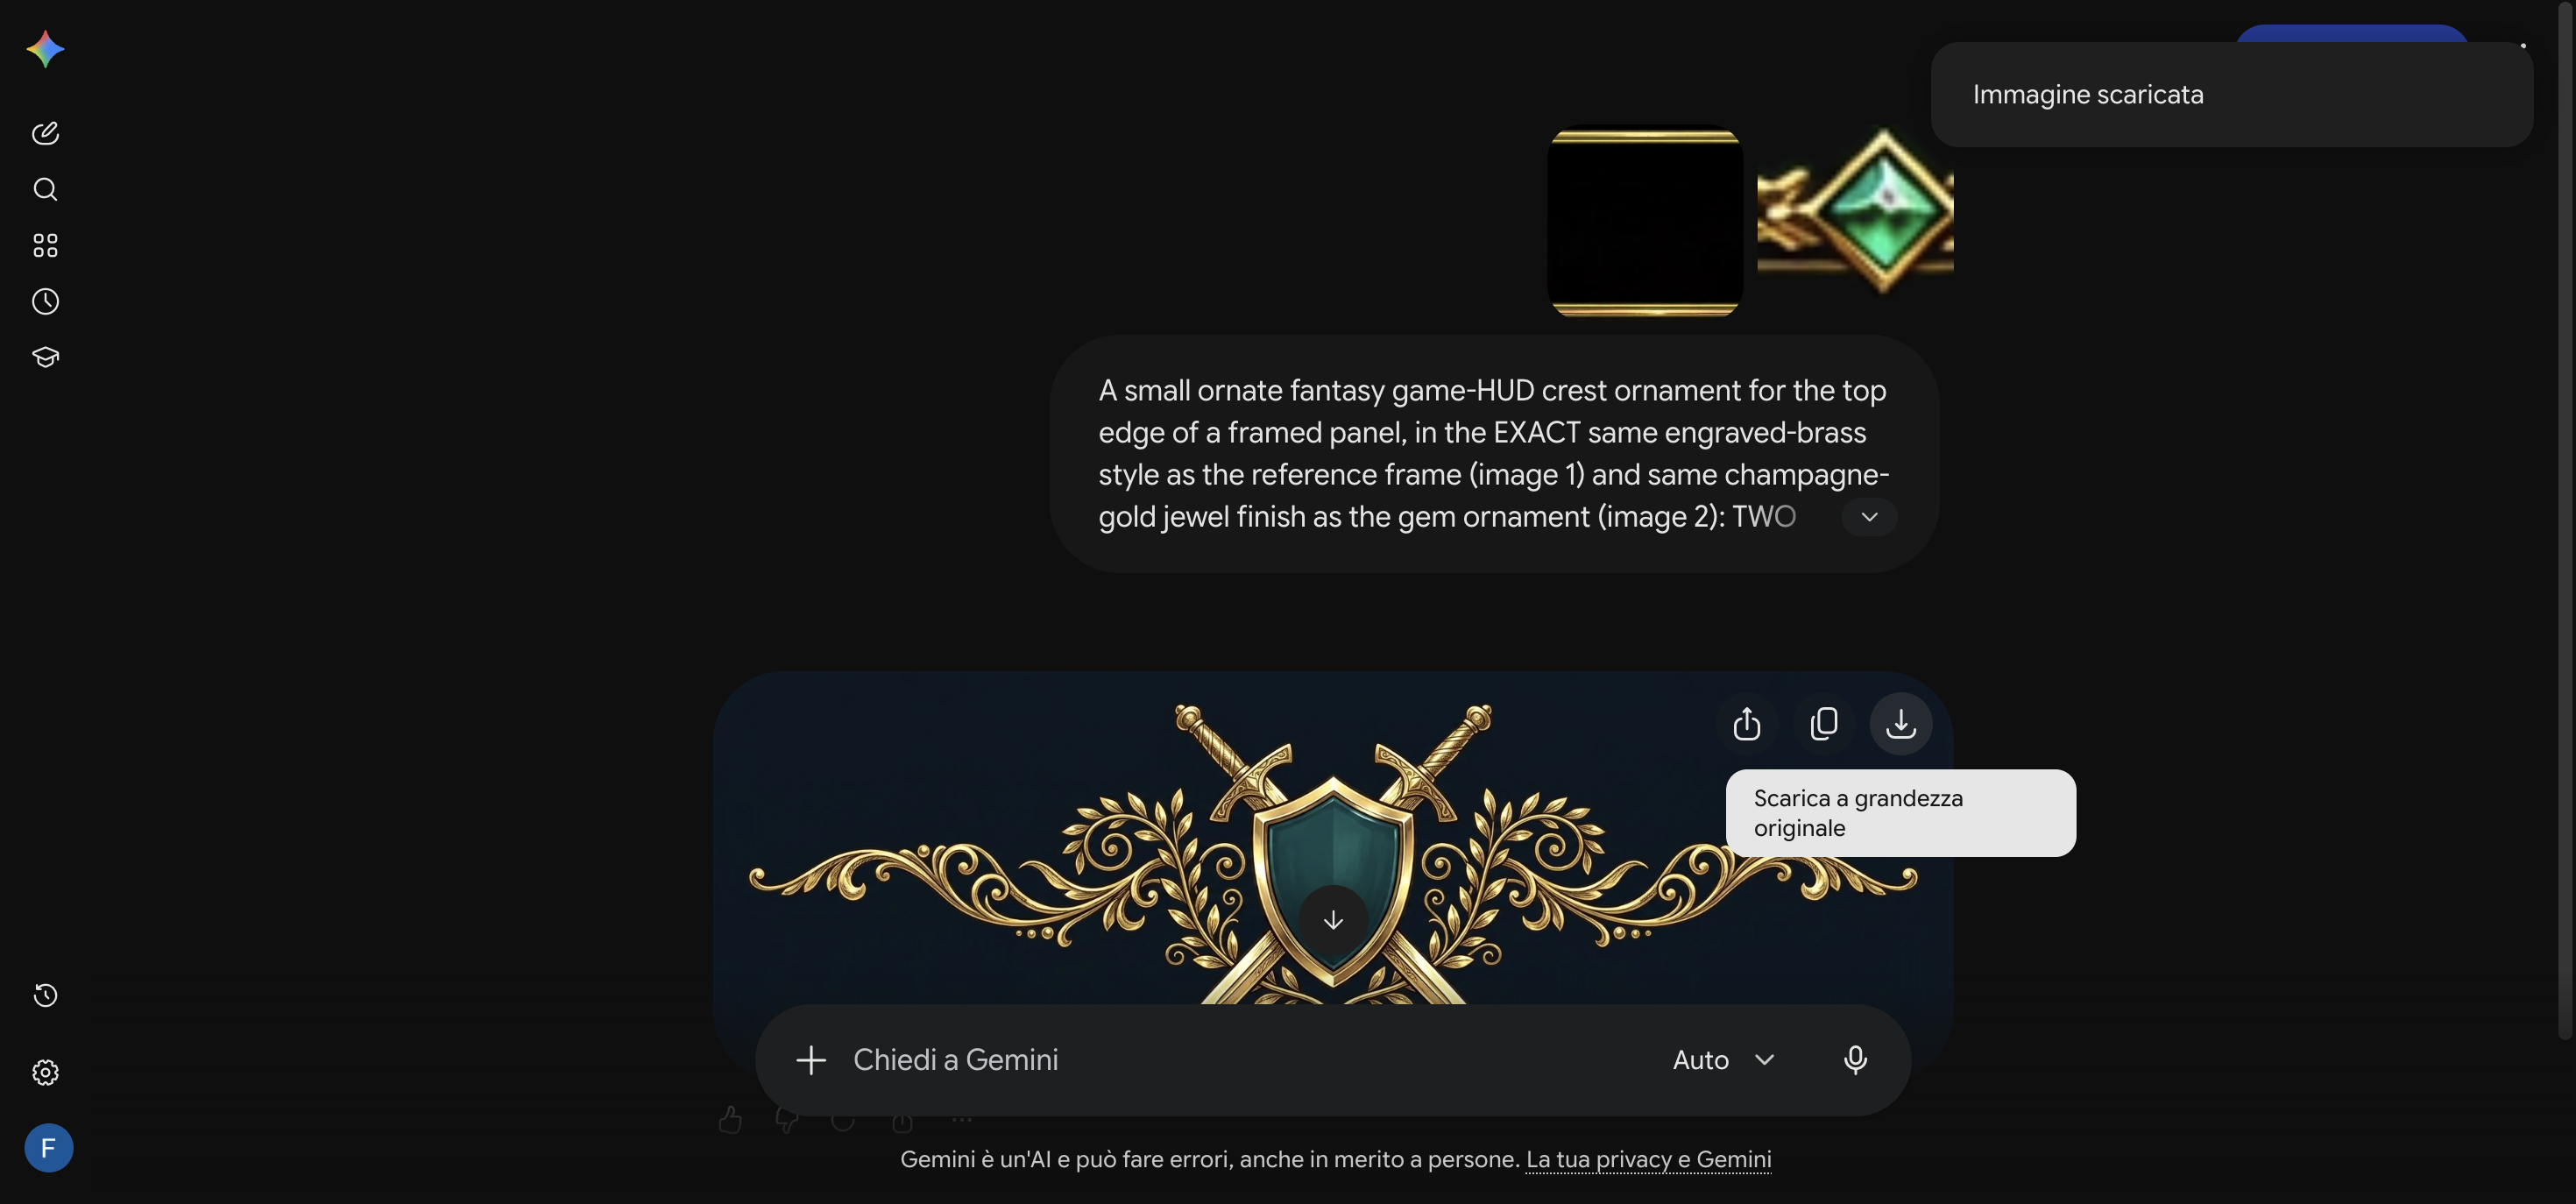 Immagine scaricata
A small ornate fantasy game-HUD crest ornament for the top
edge of a framed panel, in the EXACT same engraved-brass
style as the reference frame (image 1) and same champagne-
gold jewel finish as the gem ornament (image 2): TWO
Scarica a grandezza
originale
Chiedi a Gemini
Auto
F
Gemini è un'AI e può fare errori, anche in merito a persone. La tua privacy e Gemini